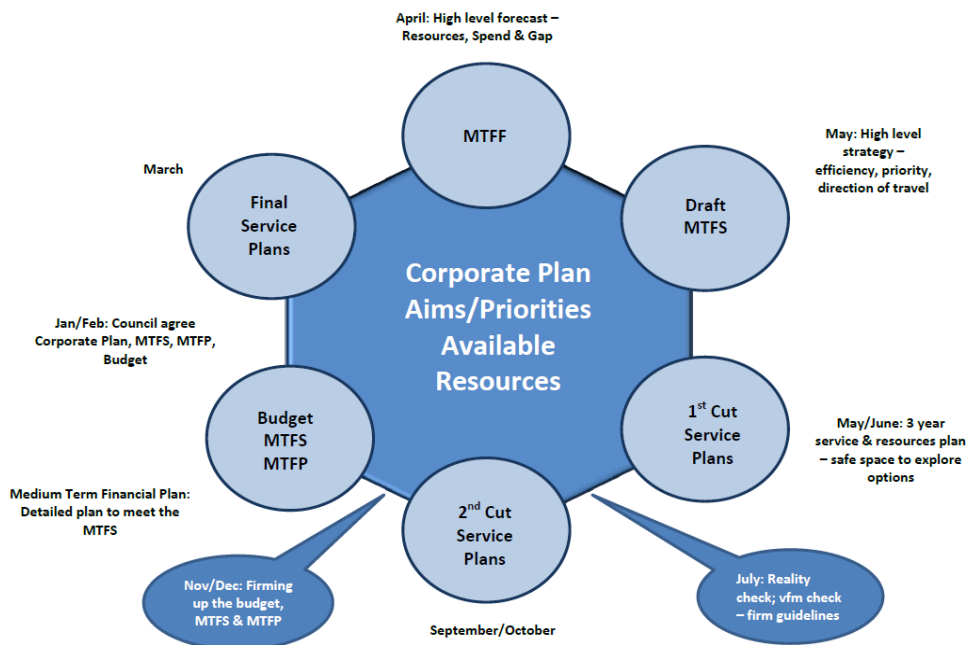 April: High level forecast –
Resources, Spend & Gap
MTFF
May: High level
strategy –
efficiency, priority,
direction of travel
Draft
MTFS
March
Final
Service
Plans
Corporate Plan
Aims/Priorities
Available
Resources
Jan/Feb: Council agree
Corporate Plan, MTFS, MTFP,
Budget
1st Cut
Service
Plans
May/June: 3 year
service & resources plan
– safe space to explore
options
Budget
MTFS
MTFP
Medium Term Financial Plan:
Detailed plan to meet the
MTFS
2nd Cut
Service
Plans
Nov/Dec: Firming
up the budget,
MTFS & MTFP
July: Reality
check; vfm check
– firm guidelines
September/October